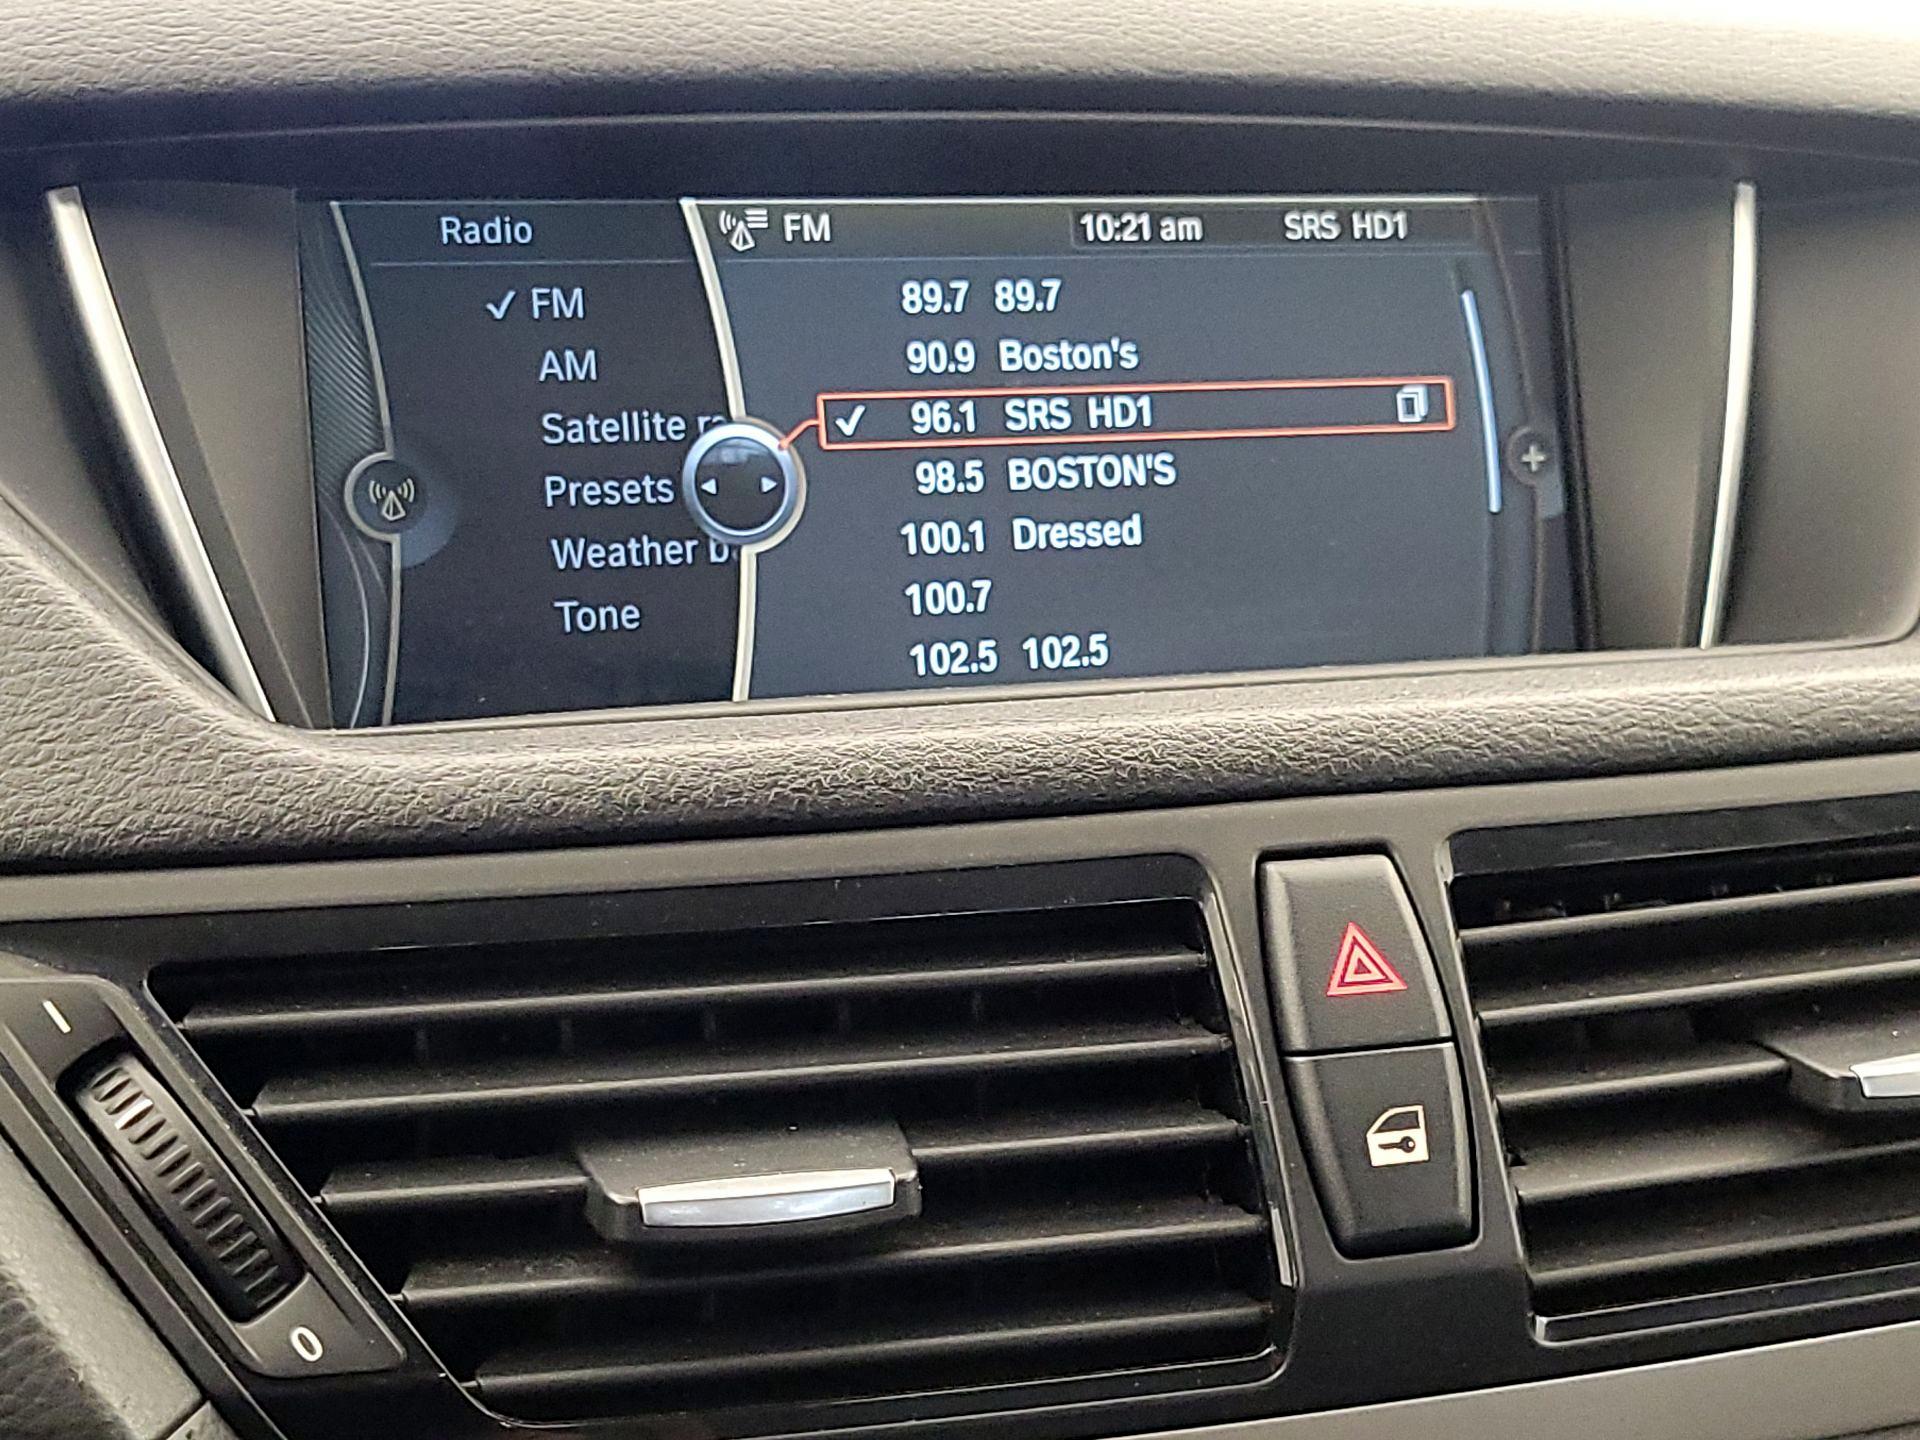 Radio
FM
AM
Satellite
Presets
Weather
Tone
FM 10:21 am SRS HD1
89.7 89.7
90.9 Boston's
96.1 SRS HD1
98.5 BOSTON'S
100.1 Dressed
100.7
102.5 102.5
0